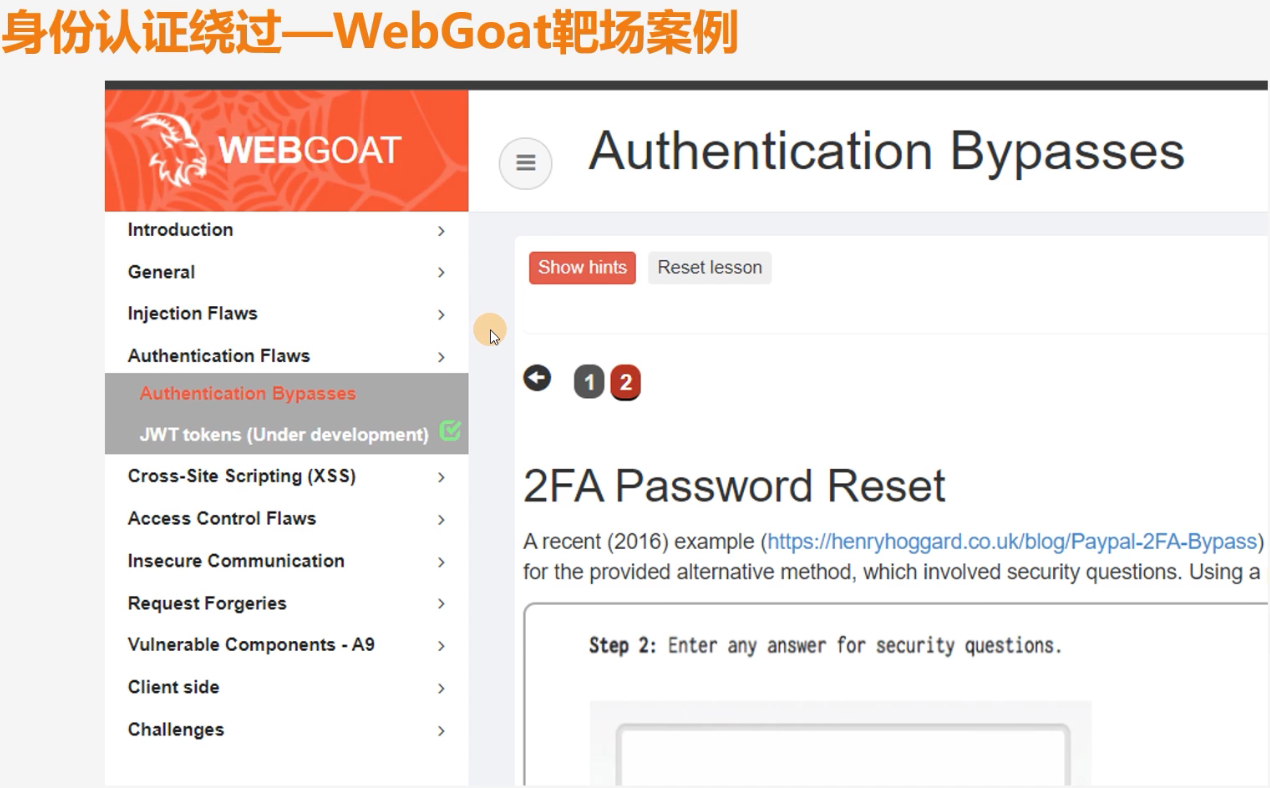 身份认证绕过—WebGoat靶场案例
WEBGOAT
Authentication Bypasses
Introduction
General
Injection Flaws
Authentication Flaws
Authentication Bypasses
JWT tokens (Under development)
Cross-Site Scripting (XSS)
Access Control Flaws
Insecure Communication
Request Forgeries
Vulnerable Components - A9
Client side
Challenges
Show hints
Reset lesson
1
2
2FA Password Reset
A recent (2016) example (https://henryhoggard.co.uk/blog/Paypal-2FA-Bypass)
for the provided alternative method, which involved security questions. Using a
Step 2: Enter any answer for security questions.